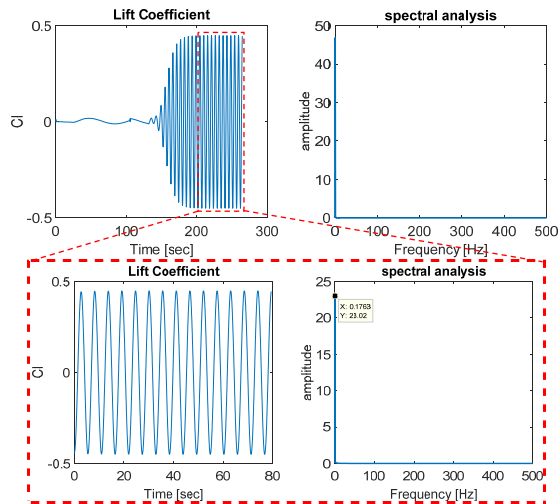 Lift Coefficient
0.5
0
-0.5
Cl
0
100
200
300
Time [sec]
spectral analysis
50
40
30
20
10
0
amplitude
0
100
200
300
400
500
Frequency [Hz]
Lift Coefficient
0.5
0
-0.5
Cl
0
20
40
60
80
Time [sec]
spectral analysis
25
20
15
10
5
0
amplitude
X: 0.1763
Y: 23.02
0
100
200
300
400
500
Frequency [Hz]